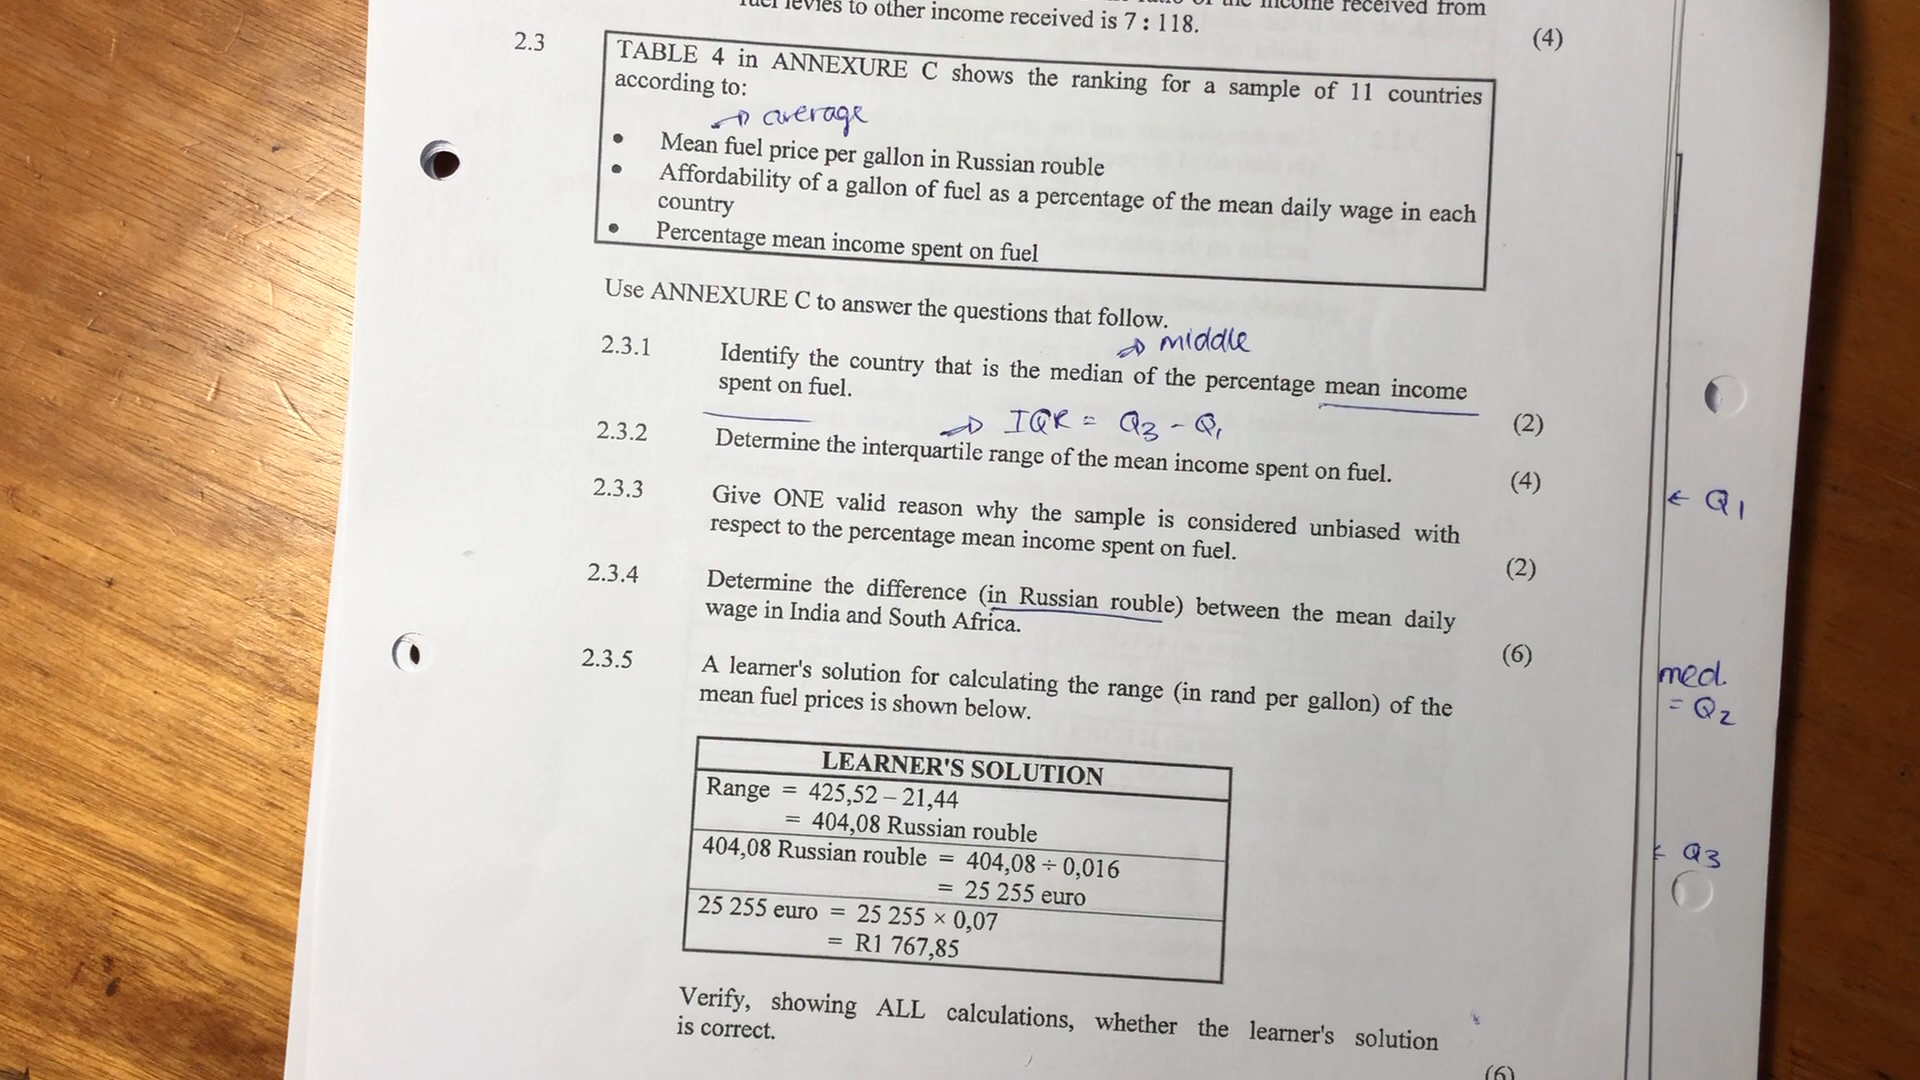 income received from
fuel levies to other income received is 7 : 118.
(4)
2.3
TABLE 4 in ANNEXURE C shows the ranking for a sample of 11 countries
according to:
average
• Mean fuel price per gallon in Russian rouble
• Affordability of a gallon of fuel as a percentage of the mean daily wage in each
country
• Percentage mean income spent on fuel
Use ANNEXURE C to answer the questions that follow.
middle
2.3.1 Identify the country that is the median of the percentage mean income
spent on fuel.
(2)
IQR = Q3 - Q1
2.3.2 Determine the interquartile range of the mean income spent on fuel.
(4)
← Q1
2.3.3 Give ONE valid reason why the sample is considered unbiased with
respect to the percentage mean income spent on fuel.
(2)
2.3.4 Determine the difference (in Russian rouble) between the mean daily
wage in India and South Africa.
(6)
med
= Q2
2.3.5 A learner's solution for calculating the range (in rand per gallon) of the
mean fuel prices is shown below.
LEARNER'S SOLUTION
Range = 425,52 – 21,44
= 404,08 Russian rouble
404,08 Russian rouble = 404,08 ÷ 0,016
= 25 255 euro
← Q3
25 255 euro = 25 255 × 0,07
= R1 767,85
Verify, showing ALL calculations, whether the learner's solution
is correct.
(6)